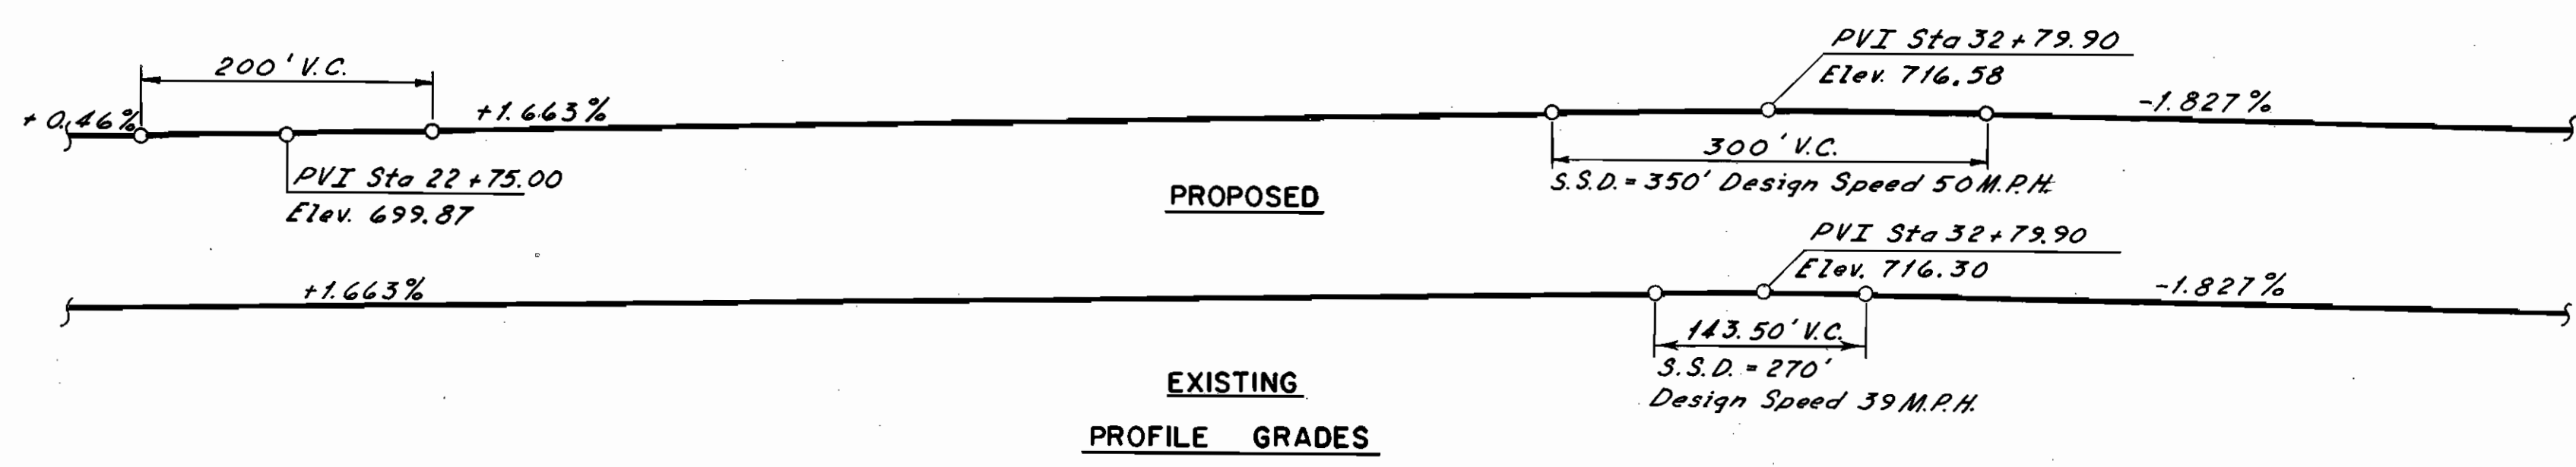 200' V.C.
+ 0.46%
+1.663%
PVI Sta 22+75.00
Elev. 699.87
PROPOSED
PVI Sta 32+79.90
Elev. 716.58
-1.827%
300' V.C.
S.S.D. = 350' Design Speed 50 M.P.H.
+1.663%
PVI Sta 32+79.90
Elev. 716.30
-1.827%
143.50' V.C.
S.S.D. = 270'
Design Speed 39 M.P.H.
EXISTING
PROFILE GRADES